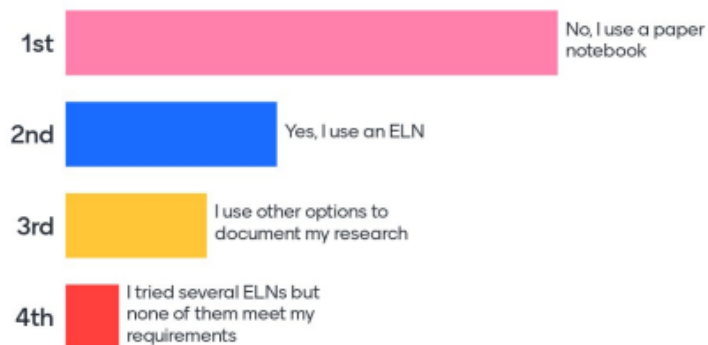 1st
No, I use a paper
notebook
2nd
Yes, I use an ELN
3rd
I use other options to
document my research
4th
I tried several ELNs but
none of them meet my
requirements